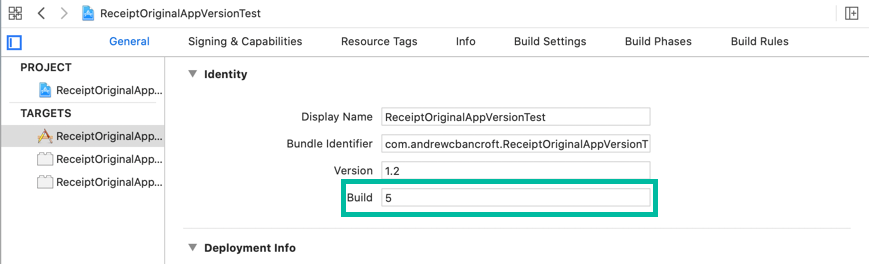 ReceiptOriginalAppVersionTest
General Signing & Capabilities Resource Tags Info Build Settings Build Phases Build Rules
PROJECT
ReceiptOriginalApp...
TARGETS
ReceiptOriginalApp...
ReceiptOriginalApp...
ReceiptOriginalApp...
Identity
Display Name ReceiptOriginalAppVersionTest
Bundle Identifier com.andrewcbancroft.ReceiptOriginalAppVersionT
Version 1.2
Build 5
Deployment Info